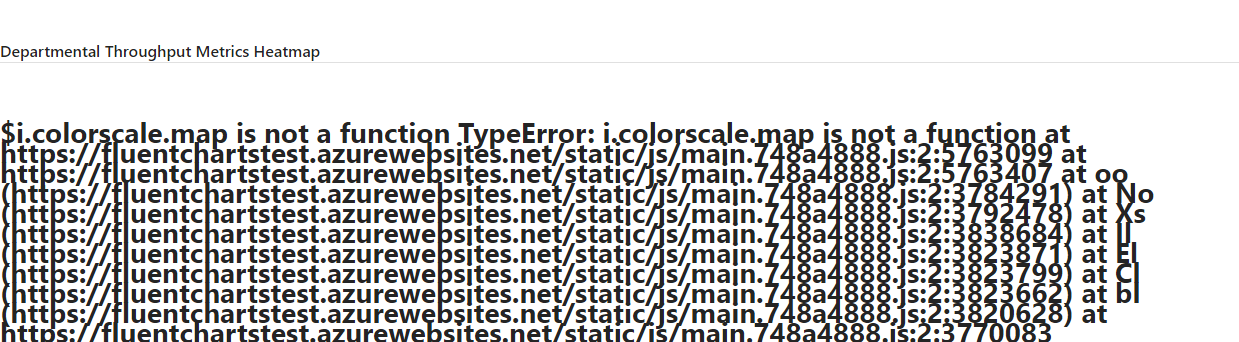 Departmental Throughput Metrics Heatmap
$i.colorscale.map is not a function TypeError: i.colorscale.map is not a function at
https://fluentchartstest.azurewebsites.net/static/js/main.748a4888.js:2:5763099 at
https://fluentchartstest.azurewebsites.net/static/js/main.748a4888.js:2:5763407 at oo
(https://fluentchartstest.azurewebsites.net/static/js/main.748a4888.js:2:3784291) at No
(https://fluentchartstest.azurewebsites.net/static/js/main.748a4888.js:2:3792478) at Xs
(https://fluentchartstest.azurewebsites.net/static/js/main.748a4888.js:2:3838684) at Il
(https://fluentchartstest.azurewebsites.net/static/js/main.748a4888.js:2:3823871) at El
(https://fluentchartstest.azurewebsites.net/static/js/main.748a4888.js:2:3823799) at Cl
(https://fluentchartstest.azurewebsites.net/static/js/main.748a4888.js:2:3823662) at bl
(https://fluentchartstest.azurewebsites.net/static/js/main.748a4888.js:2:3820628) at
https://fluentchartstest.azurewebsites.net/static/js/main.748a4888.js:2:3770083